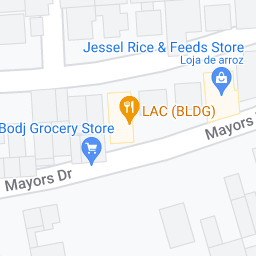 Jessel Rice & Feeds Store
Loja de arroz
LAC (BLDG)
Bodj Grocery Store
Mayors
Mayors Dr